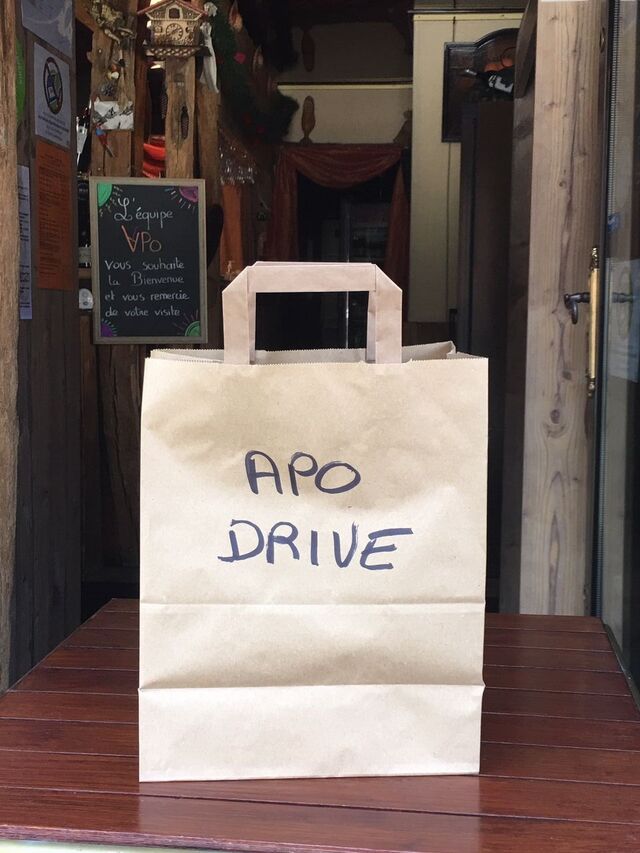 L'équipe
APo
vous souhaite
la Bienvenue
et vous remercie
de votre visite
APO
DRIVE